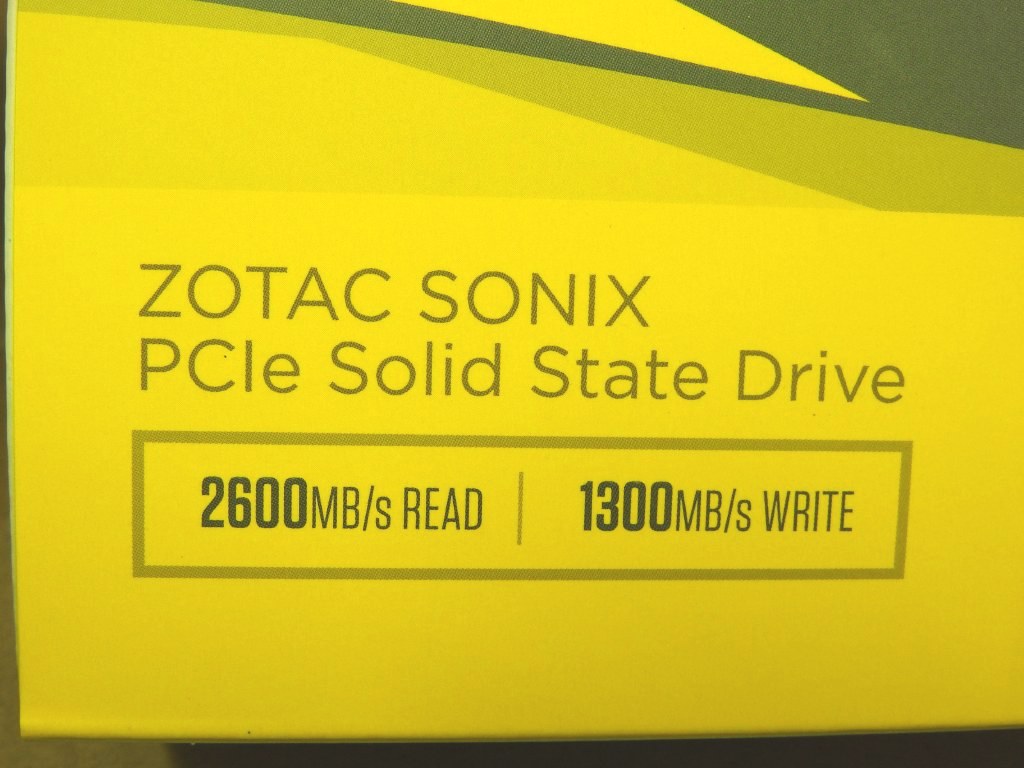 ZOTAC SONIX
PCIe Solid State Drive
2600MB/s READ | 1300MB/s WRITE